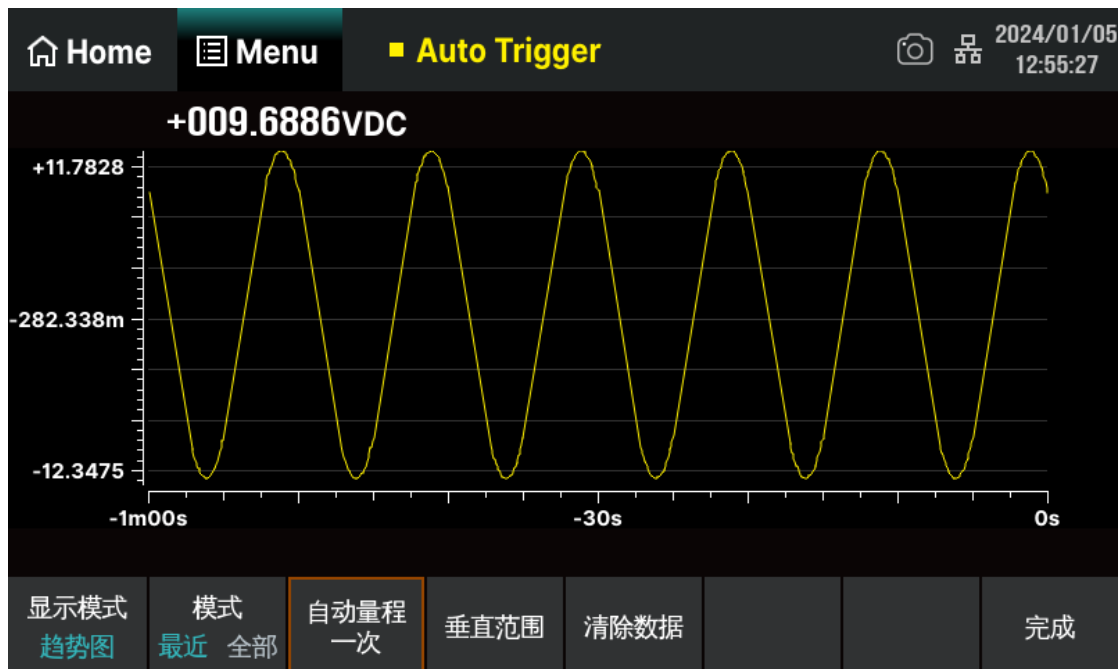 Home
Menu
Auto Trigger
2024/01/05
12:55:27
+009.6886VDC
+11.7828
-282.338m
-12.3475
-1m00s
-30s
0s
显示模式
趋势图
模式
最近 全部
自动量程
一次
垂直范围
清除数据
完成